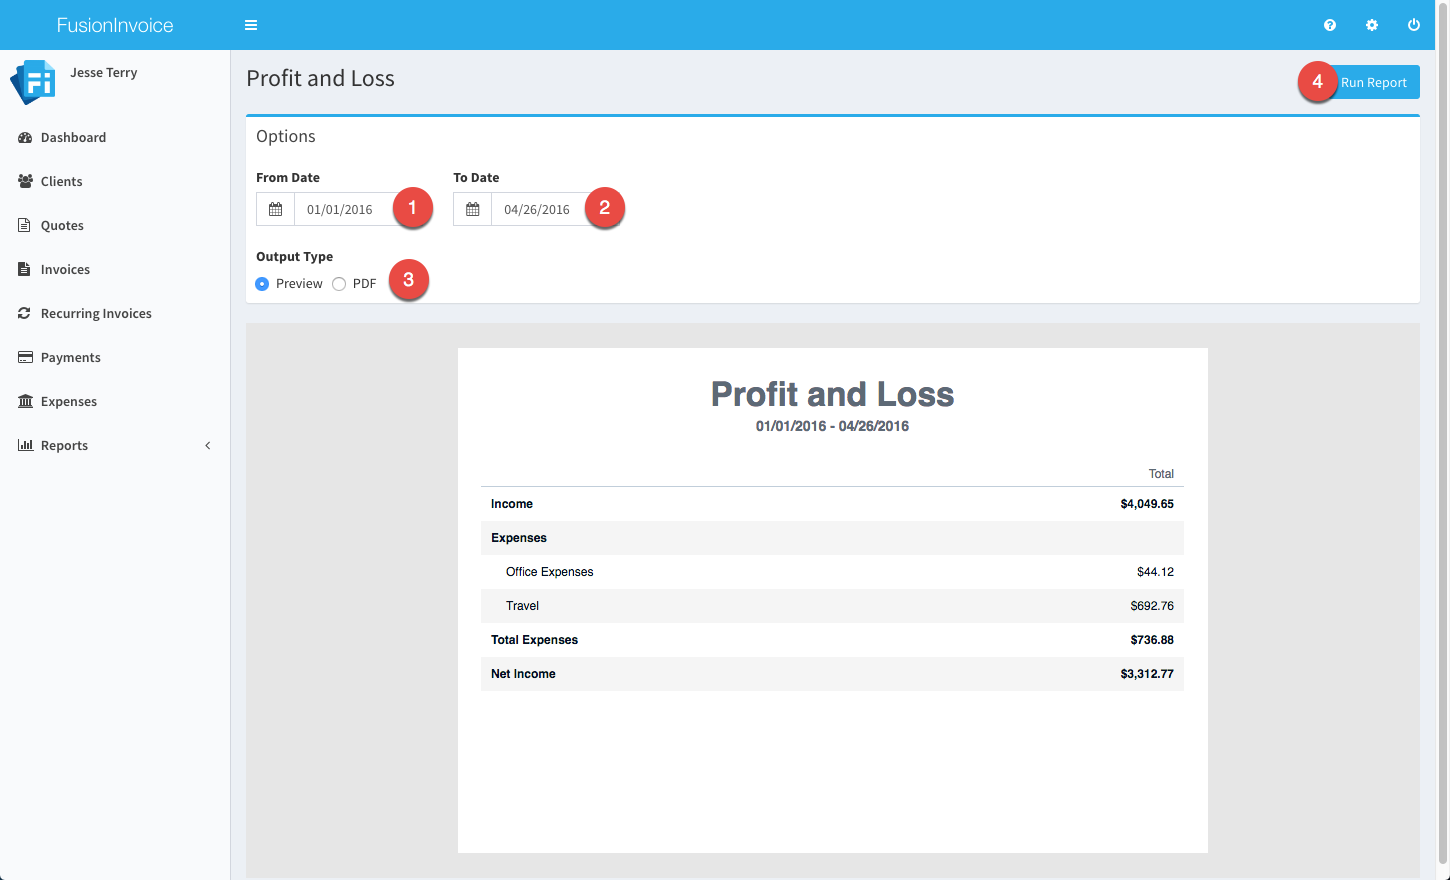 FusionInvoice
Fi
Jesse Terry
Dashboard
Clients
Quotes
Invoices
Recurring Invoices
Payments
Expenses
Reports
Profit and Loss
4 Run Report
Options
From Date To Date
01/01/2016 1 04/26/2016 2
Output Type
Preview PDF 3
Profit and Loss
01/01/2016 - 04/26/2016
Total
Income $4,049.65
Expenses
Office Expenses $44.12
Travel $692.76
Total Expenses $736.88
Net Income $3,312.77